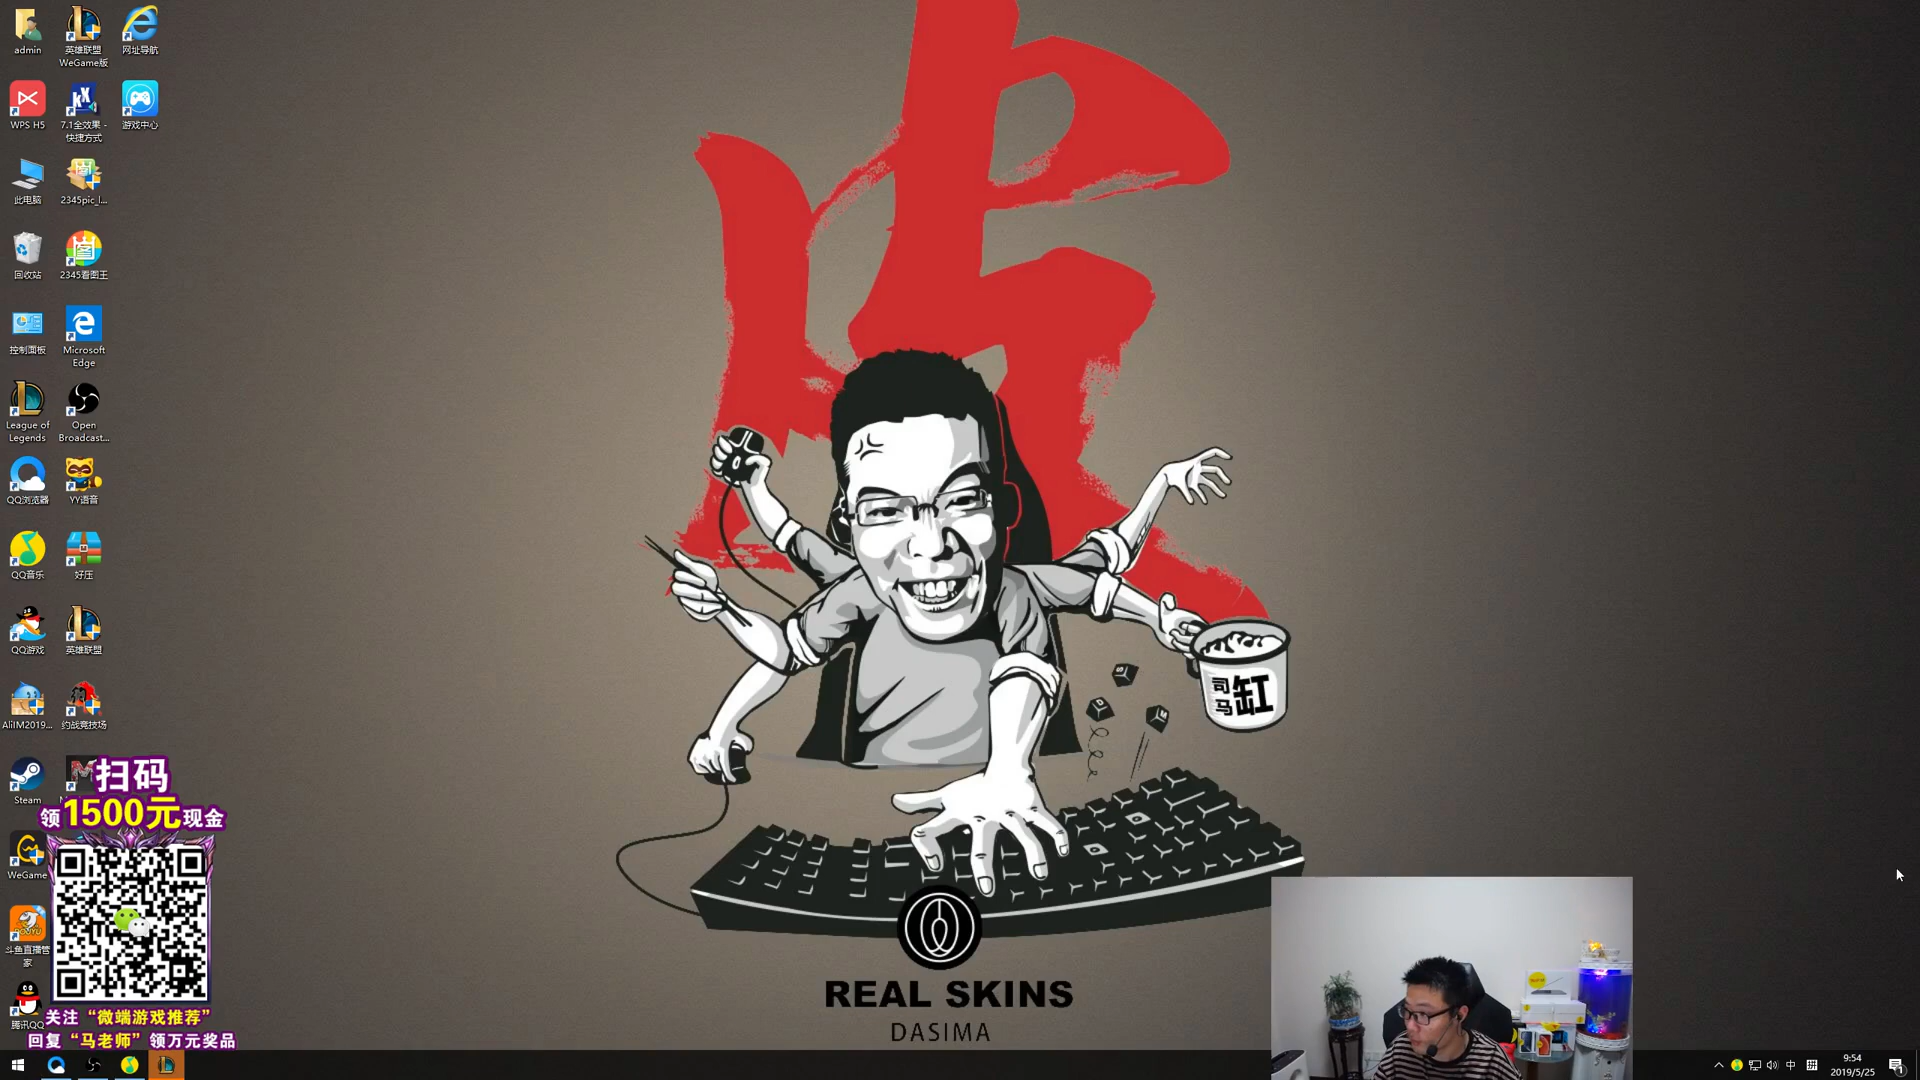 admin
英雄联盟
WeGame版
网址导航
WPS H5
7.1全效果 -
快捷方式
游戏中心
此电脑
2345pic_l...
回收站
2345看图王
控制面板
Microsoft
Edge
League of
Legends
Open
Broadcast...
QQ浏览器
YY语音
QQ音乐
好压
QQ游戏
英雄联盟
AliIM2019...
约战竞技场
Steam
扫码
领1500元现金
WeGame
斗鱼直播管
家
腾讯QQ
关注“微端游戏推荐”
回复“马老师”领万元奖品
司马缸
REAL SKINS
DASIMA
中
9:54
2019/5/25